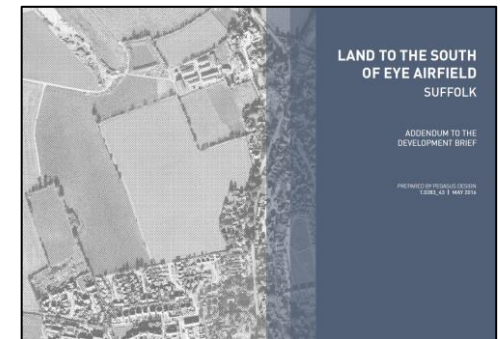 LAND TO THE SOUTH
OF EYE AIRFIELD
SUFFOLK
ADDENDUM TO THE
DEVELOPMENT BRIEF
PREPARED BY PEGASUS DESIGN
T.0283_43 | MAY 2016